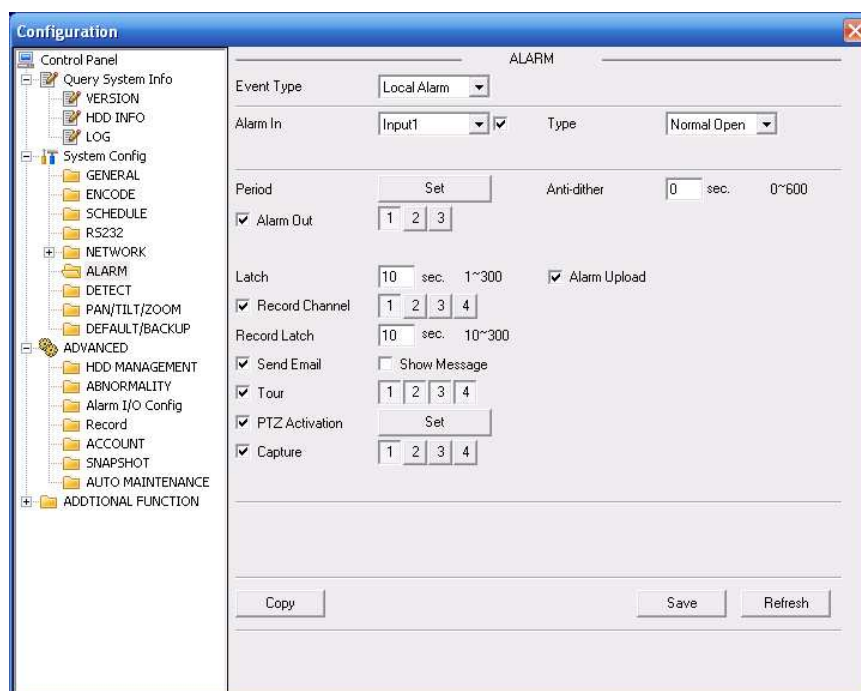 Configuration
Control Panel
Query System Info
VERSION
HDD INFO
LOG
System Config
GENERAL
ENCODE
SCHEDULE
RS232
NETWORK
ALARM
DETECT
PAN/TILT/ZOOM
DEFAULT/BACKUP
ADVANCED
HDD MANAGEMENT
ABNORMALITY
Alarm I/O Config
Record
ACCOUNT
SNAPSHOT
AUTO MAINTENANCE
ADDTIONAL FUNCTION
ALARM
Event Type Local Alarm
Alarm In Input1 Type Normal Open
Period Set Anti-dither 0 sec. 0~600
Alarm Out 1 2 3
Latch 10 sec. 1~300 Alarm Upload
Record Channel 1 2 3 4
Record Latch 10 sec. 10~300
Send Email Show Message
Tour 1 2 3 4
PTZ Activation Set
Capture 1 2 3 4
Copy Save Refresh